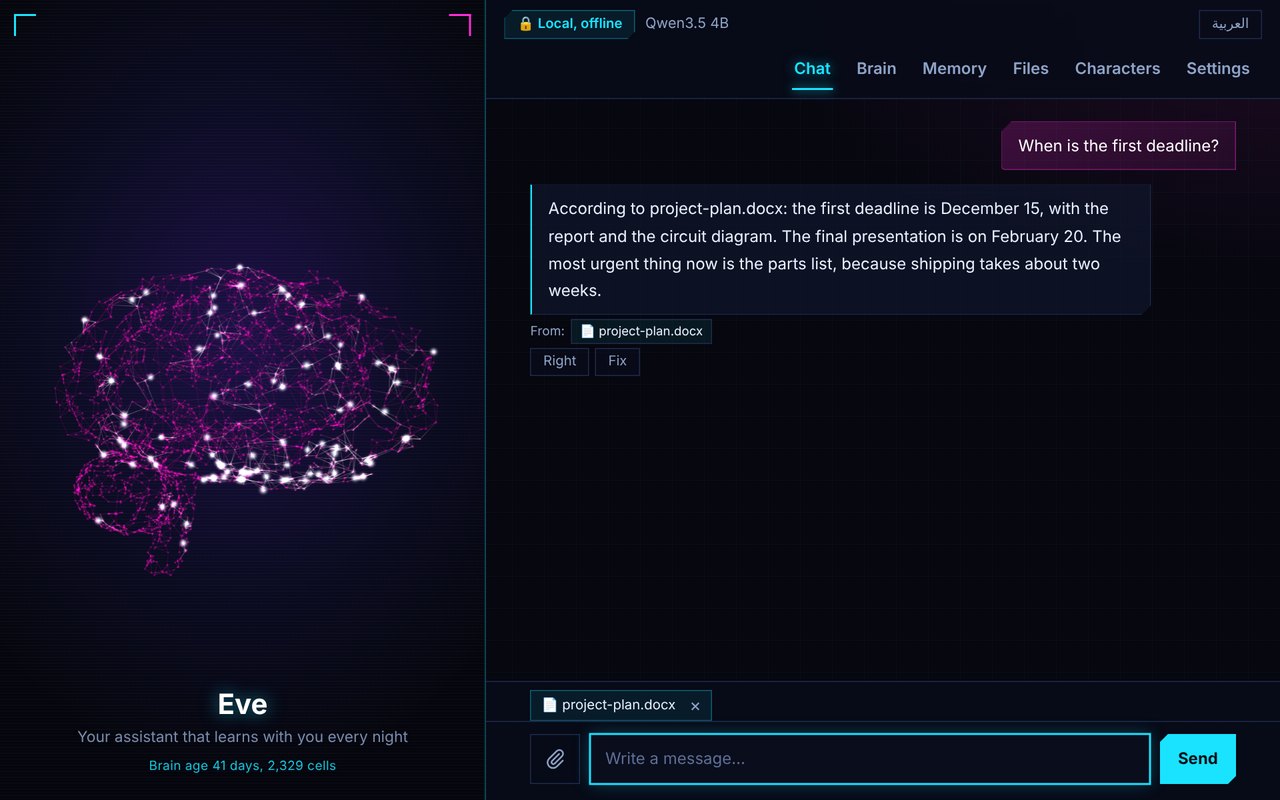 🔒 Local, offline
Qwen3.5 4B
العربية
Chat
Brain
Memory
Files
Characters
Settings
When is the first deadline?
According to project-plan.docx: the first deadline is December 15, with the
report and the circuit diagram. The final presentation is on February 20. The
most urgent thing now is the parts list, because shipping takes about two
weeks.
From: 📄 project-plan.docx
Right
Fix
Eve
Your assistant that learns with you every night
Brain age 41 days, 2,329 cells
📄 project-plan.docx ×
Write a message...
Send